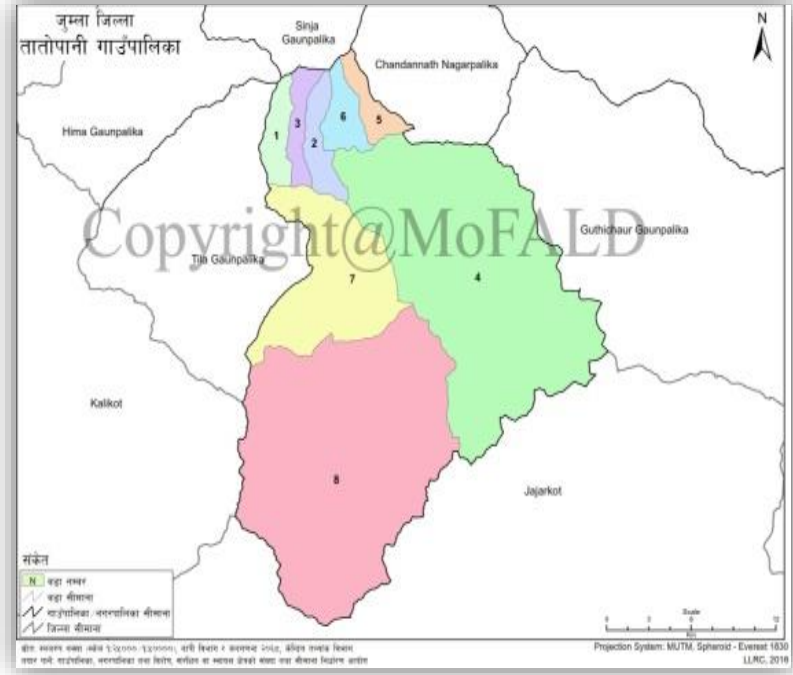 जुम्ला जिल्ला
तातोपानी गाउँपालिका
Sinja
Gaunpalika
N
Chandannath Nagarpalika
Hima Gaunpalika
1
3
2
6
5
Copyright@MoFALD
Guthichaur Gaunpalika
Tila Gaunpalika
7
4
Kalikot
8
Jajarkot
संकेत
N वडा नम्बर
वडा सीमाना
गाउँपालिका/नगरपालिका सीमाना
जिल्ला सीमाना
Scale
Projection System: MUTM, Spheroid - Everest 1830
LLRC, 2016